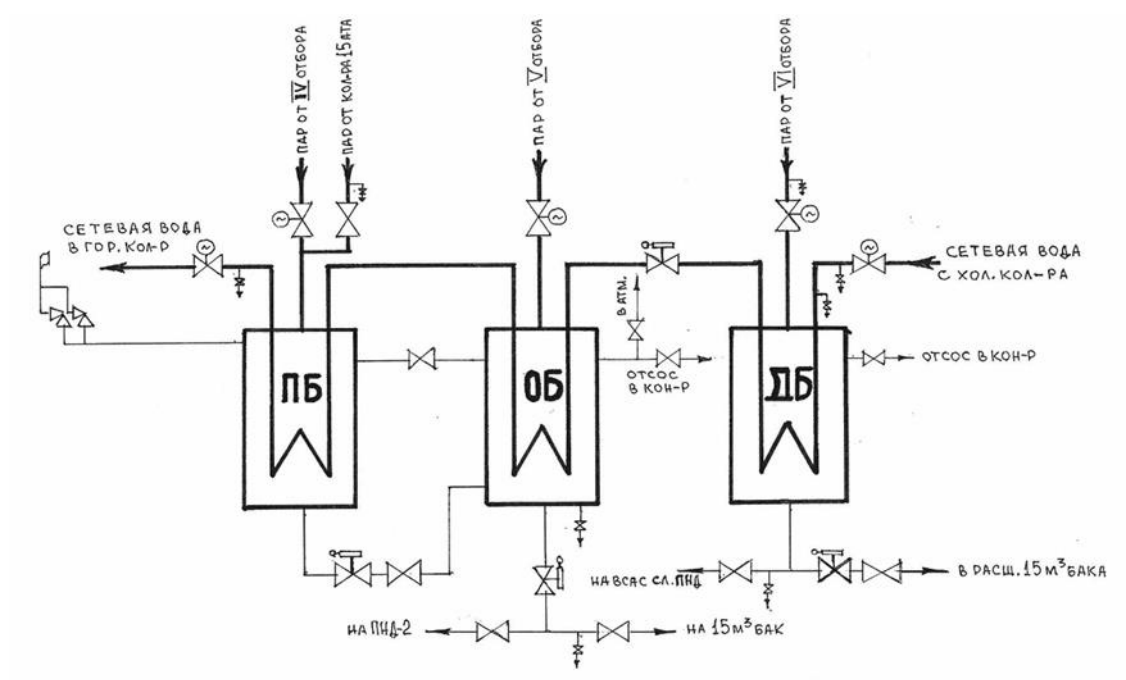 ПАР ОТ IV ОТБОРА
ПАР ОТ КОЛ-РА 15 АТА
ПАР ОТ V ОТБОРА
ПАР ОТ VI ОТБОРА
СЕТЕВАЯ ВОДА
В ГОР. КОЛ-Р
СЕТЕВАЯ ВОДА
С ХОЛ. КОЛ-РА
В АТМ.
ОТСОС
В КОН-Р
ОТСОС В КОН-Р
ПБ
ОБ
ДБ
НА ВСАС СЛ. ПНД
В РАСШ. 15 М³ БАКА
НА ПНД-2
НА 15 М³ БАК